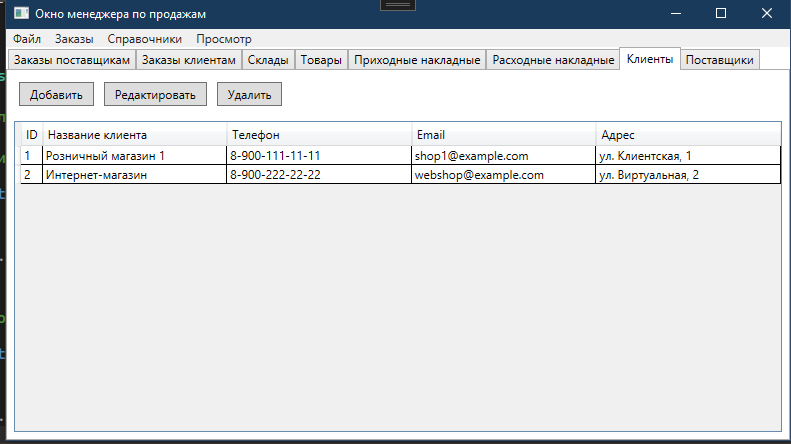 Окно менеджера по продажам
Файл Заказы Справочники Просмотр
Заказы поставщикам Заказы клиентам Склады Товары Приходные накладные Расходные накладные Клиенты Поставщики
Добавить Редактировать Удалить
ID Название клиента Телефон Email Адрес
1 Розничный магазин 1 8-900-111-11-11 shop1@example.com ул. Клиентская, 1
2 Интернет-магазин 8-900-222-22-22 webshop@example.com ул. Виртуальная, 2